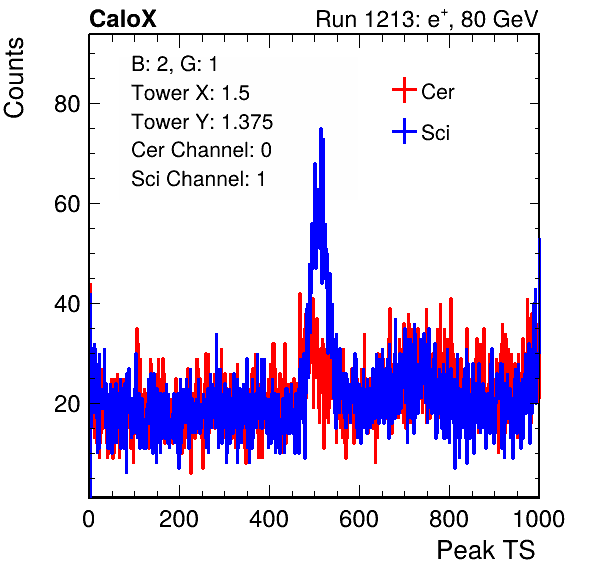 CaloX Run 1213: e⁺, 80 GeV
Counts
B: 2, G: 1
Tower X: 1.5
Tower Y: 1.375
Cer Channel: 0
Sci Channel: 1
Cer
Sci
80
60
40
20
0 200 400 600 800 1000
Peak TS